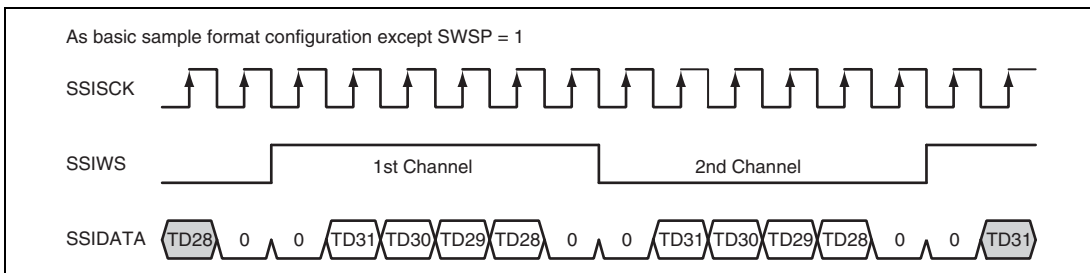 As basic sample format configuration except SWSP = 1
SSISCK
SSIWS 1st Channel 2nd Channel
SSIDATA TD28 0 0 TD31 TD30 TD29 TD28 0 0 TD31 TD30 TD29 TD28 0 0 TD31